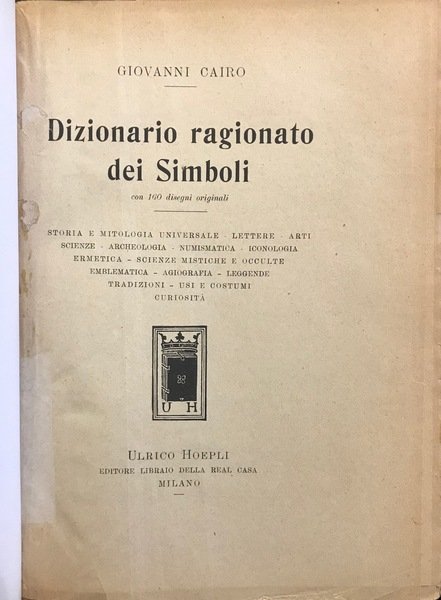 GIOVANNI CAIRO
Dizionario ragionato
dei Simboli
con 160 disegni originali
STORIA E MITOLOGIA UNIVERSALE - LETTERE - ARTI
SCIENZE - ARCHEOLOGIA - NUMISMATICA - ICONOLOGIA
ERMETICA - SCIENZE MISTICHE E OCCULTE
EMBLEMATICA - AGIOGRAFIA - LEGGENDE
TRADIZIONI - USI E COSTUMI
CURIOSITÀ
U H
ULRICO HOEPLI
EDITORE LIBRAIO DELLA REAL CASA
MILANO